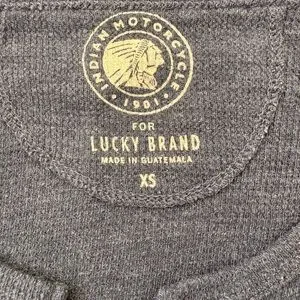 INDIAN MOTORCYCLE
· 1901 ·
FOR
LUCKY BRAND
MADE IN GUATEMALA
XS